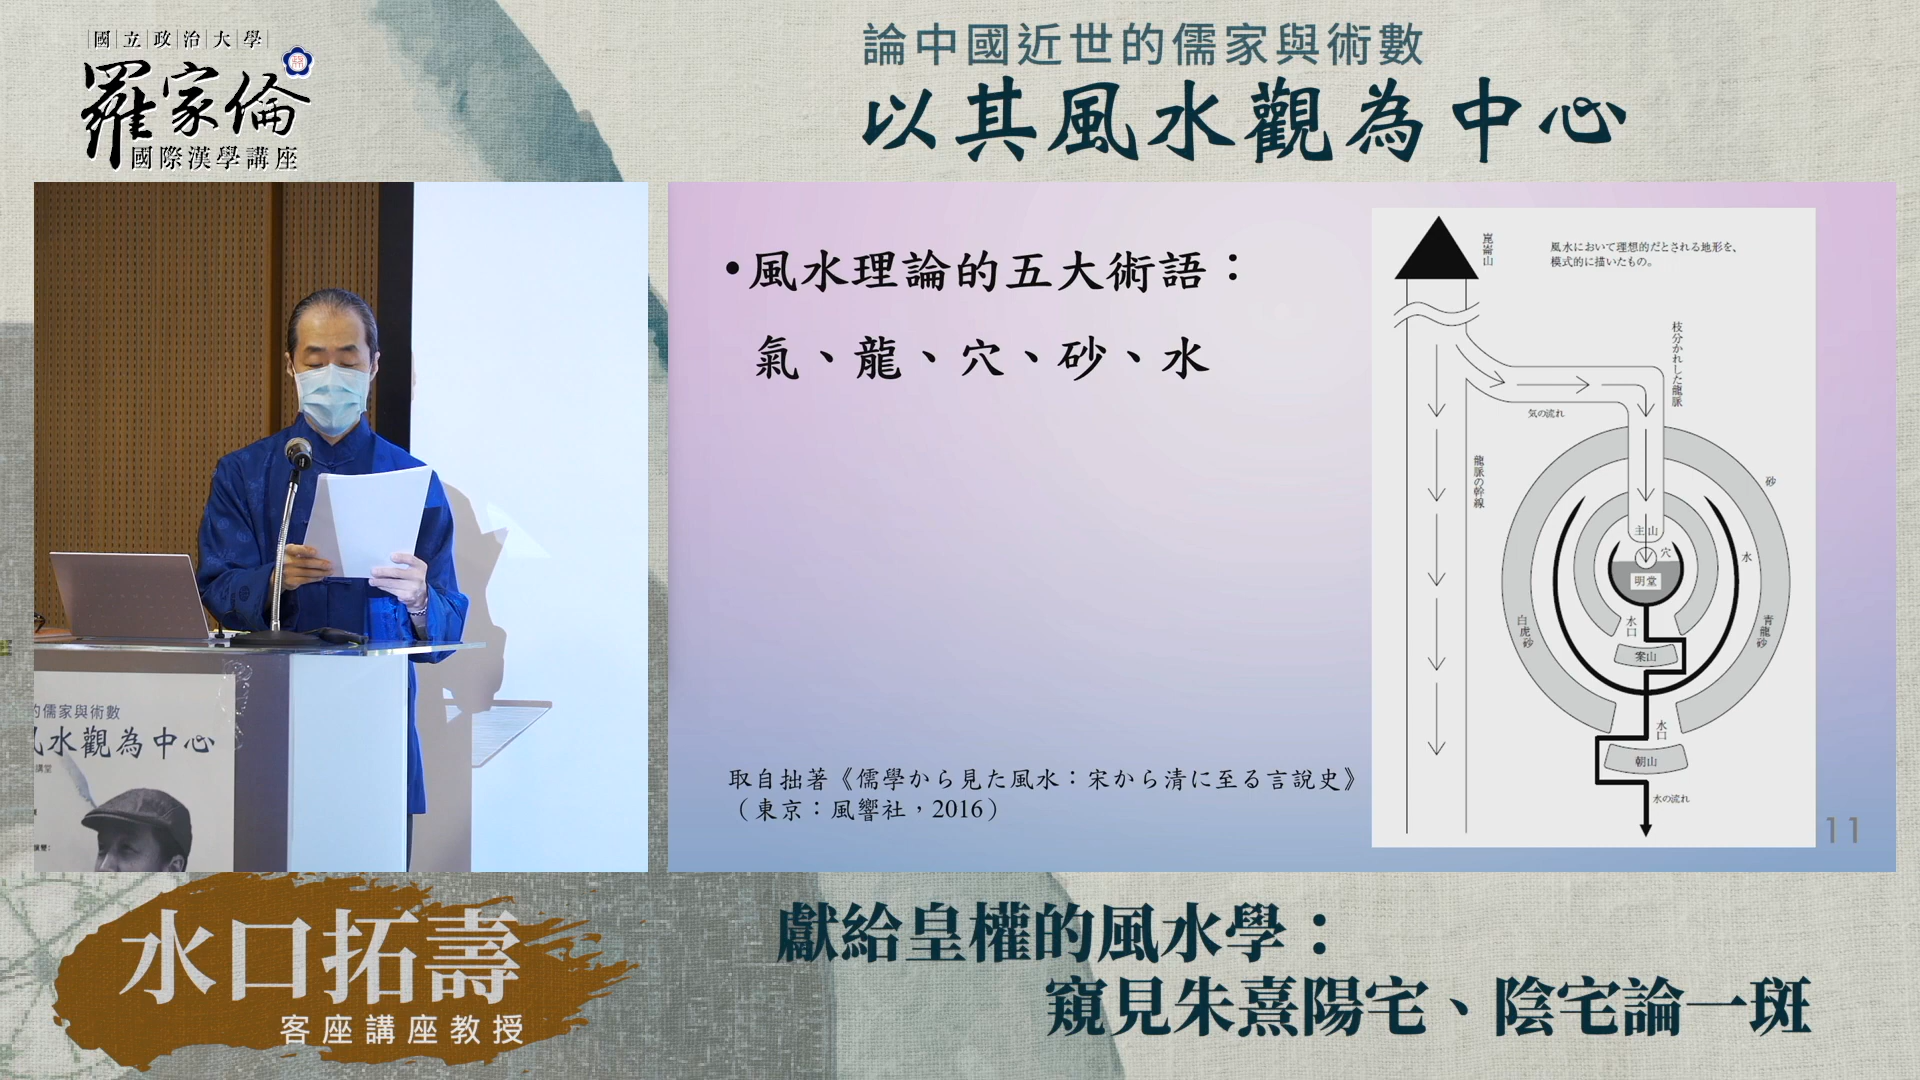 國立政治大學
羅家倫
國際漢學講座
論中國近世的儒家與術數
以其風水觀為中心
•風水理論的五大術語：
氣、龍、穴、砂、水
取自拙著《儒學から見た風水：宋から清に至る言說史》
（東京：風響社，2016）
崑崙山
風水において理想的だとされる地形を、
模式的に描いたもの。
枝分かれした龍脈
気の流れ
龍脈の幹線
砂
主山
穴
水
明堂
白虎砂
水口
青龍砂
案山
水口
朝山
水の流れ
11
的儒家與術數
水觀為中心
講堂
水口拓壽
客座講座教授
獻給皇權的風水學：
窺見朱熹陽宅、陰宅論一斑